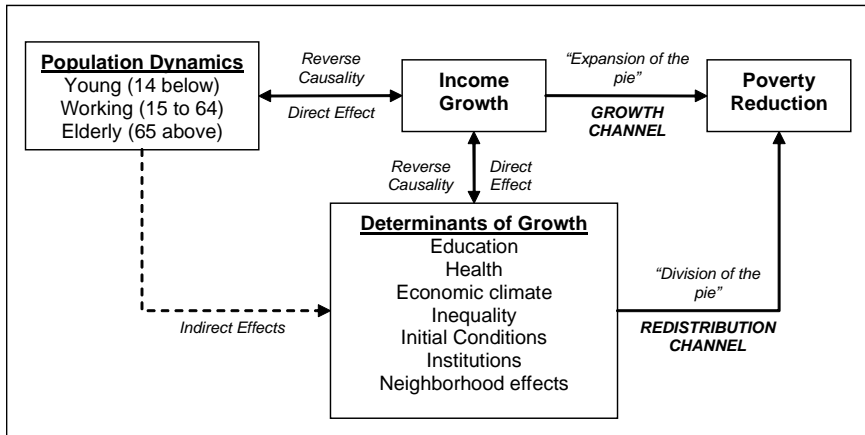 Population Dynamics
Young (14 below)
Working (15 to 64)
Elderly (65 above)
Reverse
Causality
Direct Effect
Income
Growth
“Expansion of the
pie”
GROWTH
CHANNEL
Poverty
Reduction
Reverse
Causality
Direct
Effect
Determinants of Growth
Education
Health
Economic climate
Inequality
Initial Conditions
Institutions
Neighborhood effects
Indirect Effects
“Division of the
pie”
REDISTRIBUTION
CHANNEL